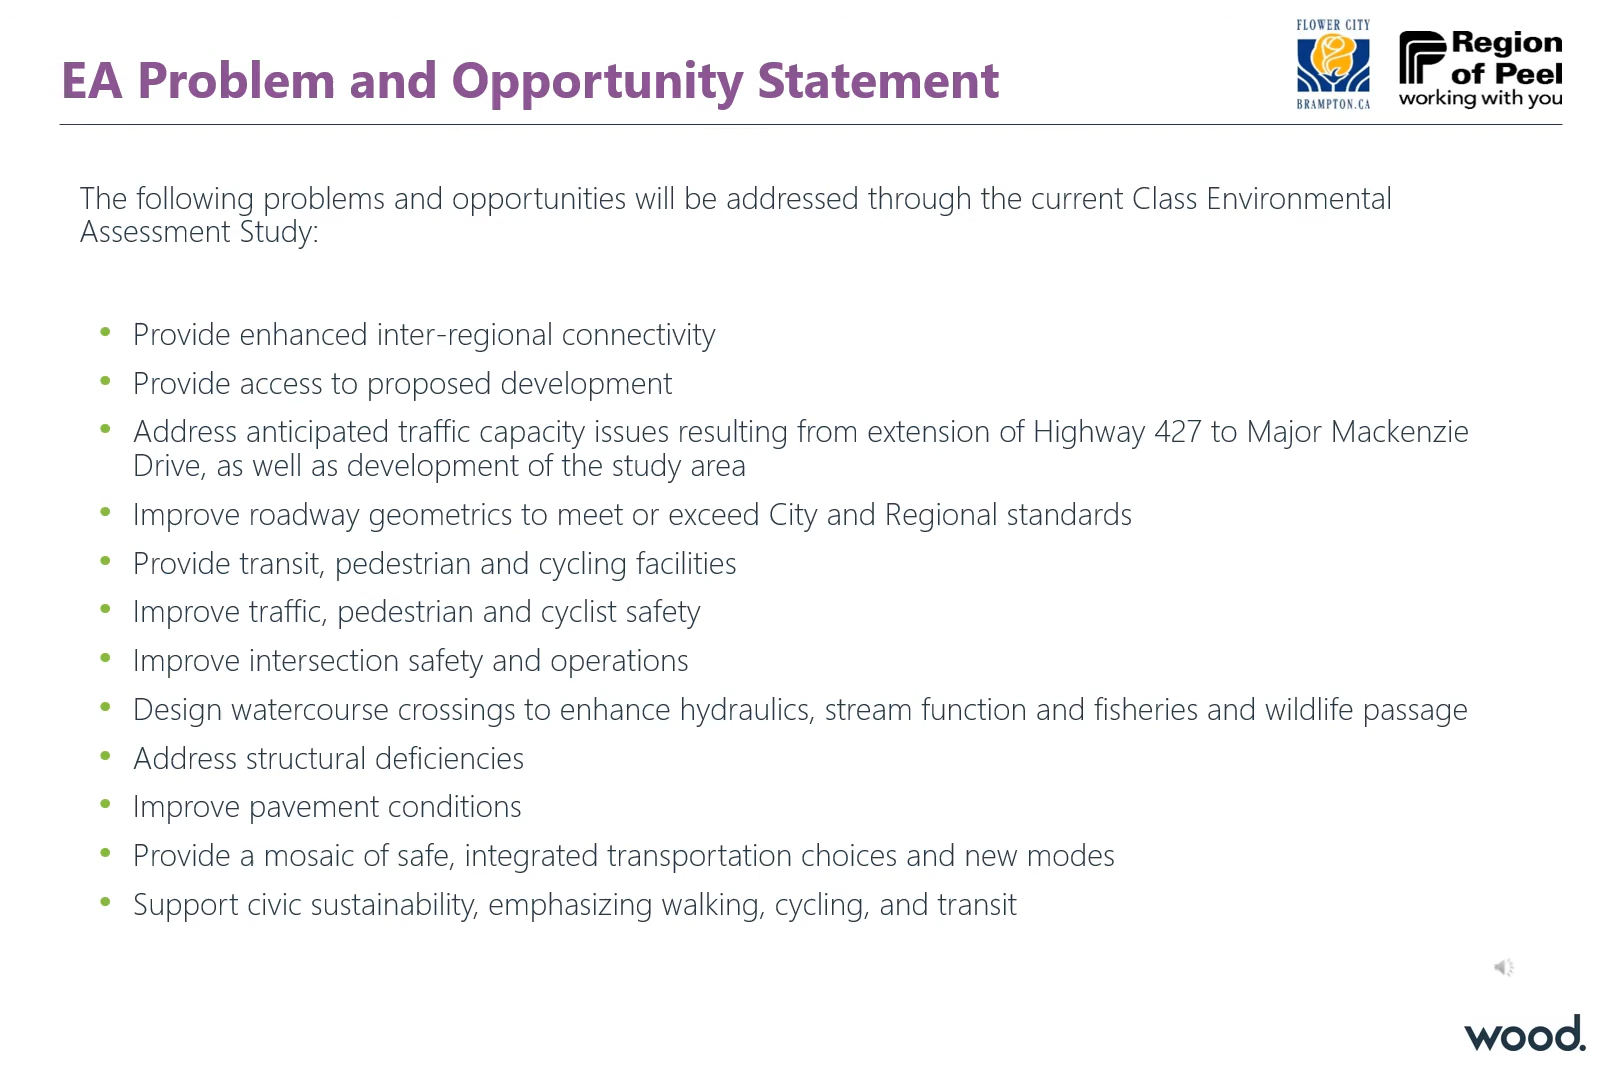 FLOWER CITY
BRAMPTON.CA
Region
of Peel
working with you
EA Problem and Opportunity Statement
The following problems and opportunities will be addressed through the current Class Environmental
Assessment Study:
• Provide enhanced inter-regional connectivity
• Provide access to proposed development
• Address anticipated traffic capacity issues resulting from extension of Highway 427 to Major Mackenzie
Drive, as well as development of the study area
• Improve roadway geometrics to meet or exceed City and Regional standards
• Provide transit, pedestrian and cycling facilities
• Improve traffic, pedestrian and cyclist safety
• Improve intersection safety and operations
• Design watercourse crossings to enhance hydraulics, stream function and fisheries and wildlife passage
• Address structural deficiencies
• Improve pavement conditions
• Provide a mosaic of safe, integrated transportation choices and new modes
• Support civic sustainability, emphasizing walking, cycling, and transit
wood.